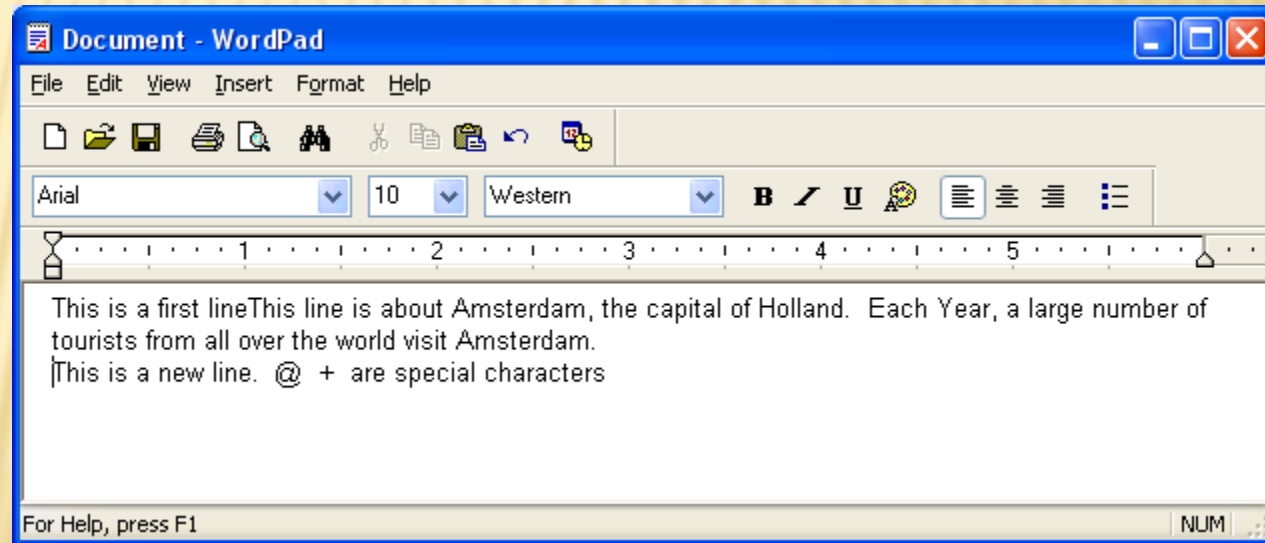 Document - WordPad
File Edit View Insert Format Help
Arial 10 Western B I U
1 2 3 4 5
This is a first lineThis line is about Amsterdam, the capital of Holland.  Each Year, a large number of
tourists from all over the world visit Amsterdam.
This is a new line.  @  +  are special characters
For Help, press F1 NUM